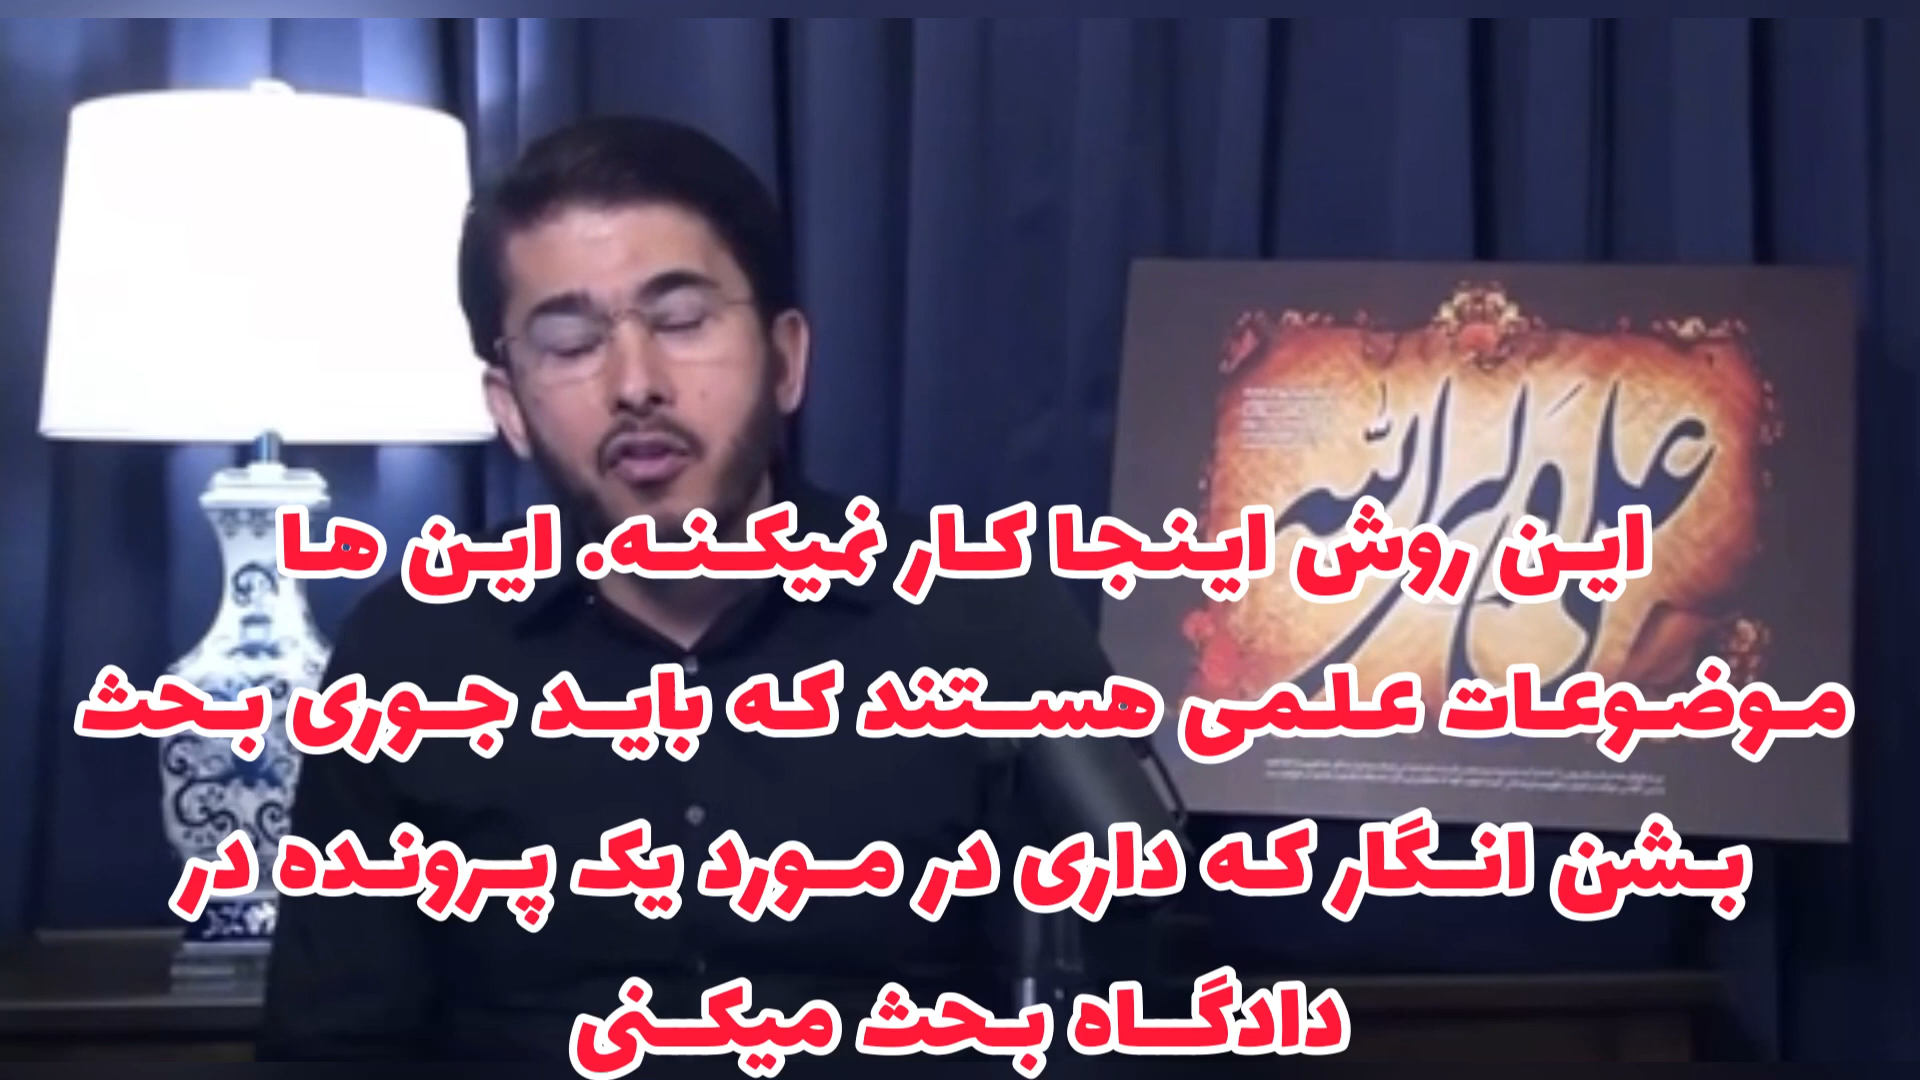 علی ولی الله
این روش اینجا کار نمیکنه. این ها
موضوعات علمی هستند که باید جوری بحث
بشن انگار که داری در مورد یک پرونده در
دادگاه بحث میکنی